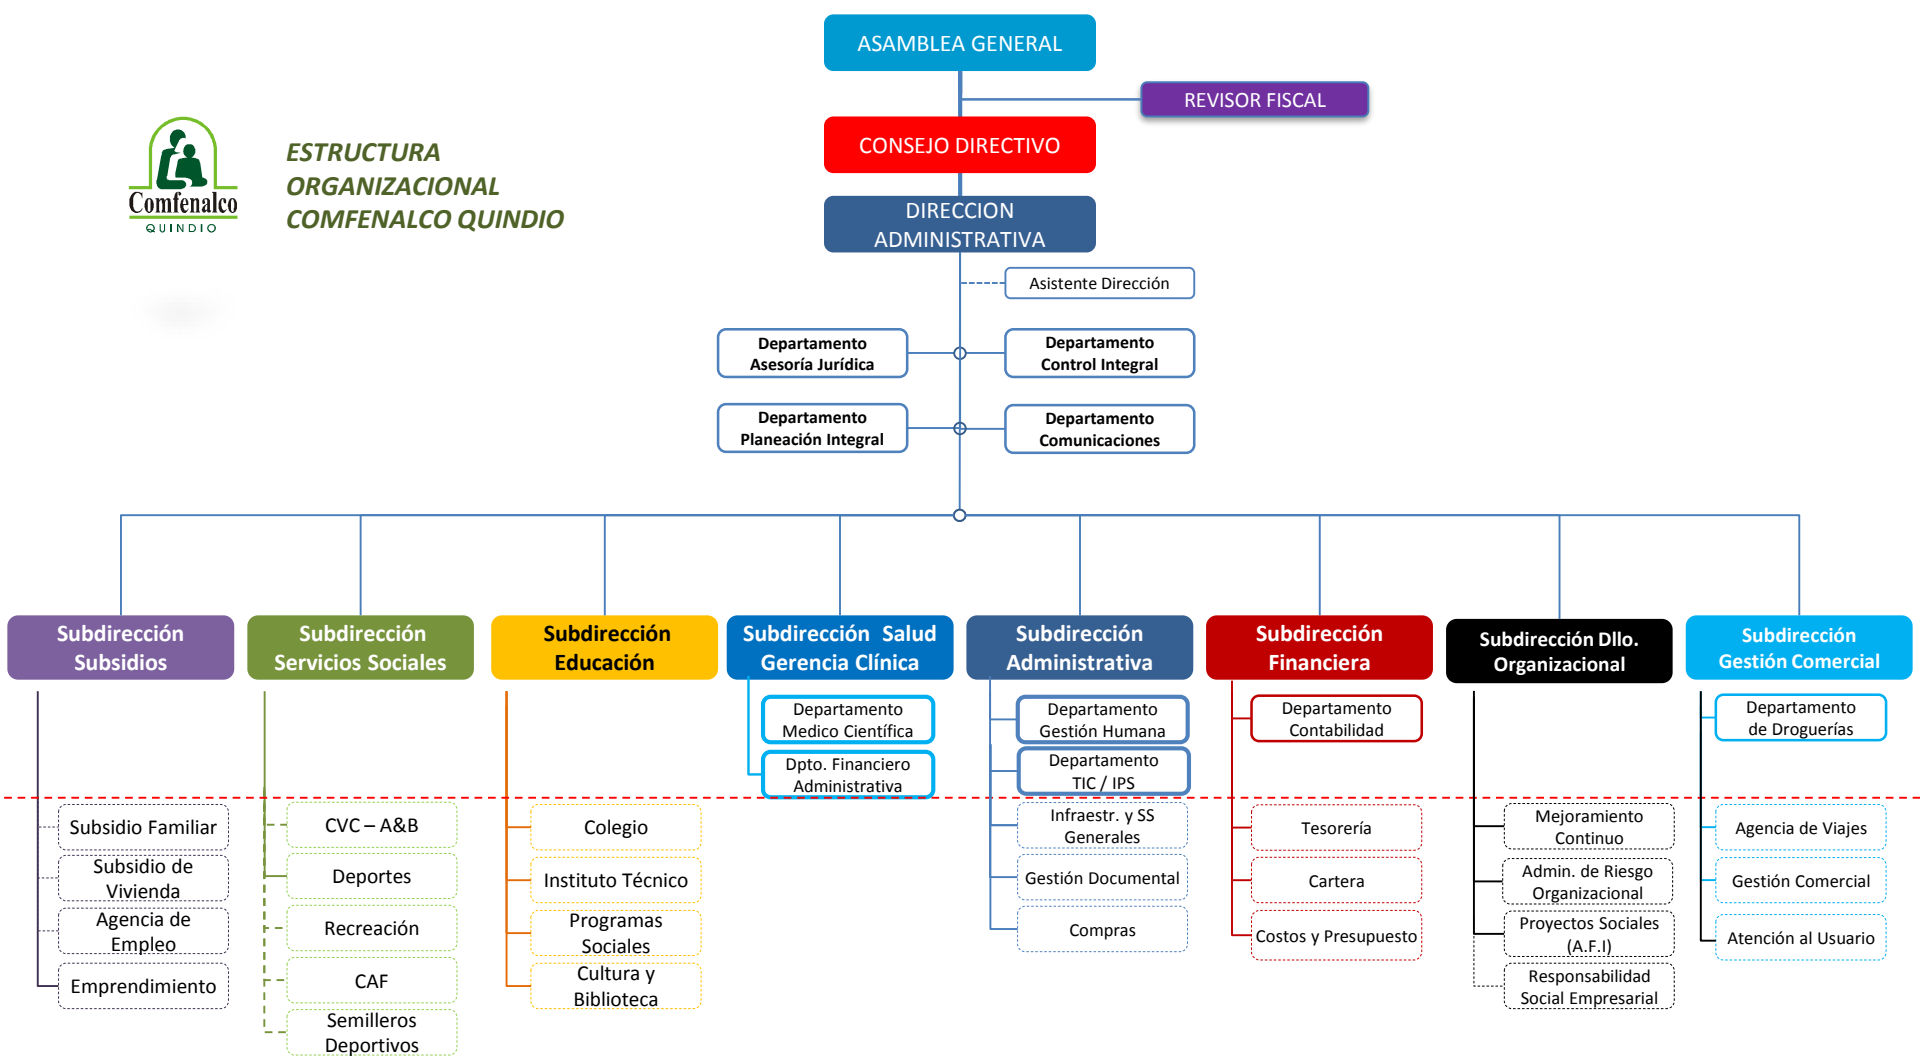 ASAMBLEA GENERAL
REVISOR FISCAL
CONSEJO DIRECTIVO
Comfenalco
QUINDIO
ESTRUCTURA
ORGANIZACIONAL
COMFENALCO QUINDIO
DIRECCION
ADMINISTRATIVA
Asistente Dirección
Departamento
Asesoría Jurídica
Departamento
Control Integral
Departamento
Planeación Integral
Departamento
Comunicaciones
Subdirección
Subsidios
Subsidio Familiar
Subsidio de
Vivienda
Agencia de
Empleo
Emprendimiento
Subdirección
Servicios Sociales
CVC – A&B
Deportes
Recreación
CAF
Semilleros
Deportivos
Subdirección
Educación
Colegio
Instituto Técnico
Programas
Sociales
Cultura y
Biblioteca
Subdirección Salud
Gerencia Clínica
Departamento
Medico Científica
Dpto. Financiero
Administrativa
Subdirección
Administrativa
Departamento
Gestión Humana
Departamento
TIC / IPS
Infraestr. y SS
Generales
Gestión Documental
Compras
Subdirección
Financiera
Departamento
Contabilidad
Tesorería
Cartera
Costos y Presupuesto
Subdirección Dllo.
Organizacional
Mejoramiento
Continuo
Admin. de Riesgo
Organizacional
Proyectos Sociales
(A.F.I)
Responsabilidad
Social Empresarial
Subdirección
Gestión Comercial
Departamento
de Droguerías
Agencia de Viajes
Gestión Comercial
Atención al Usuario